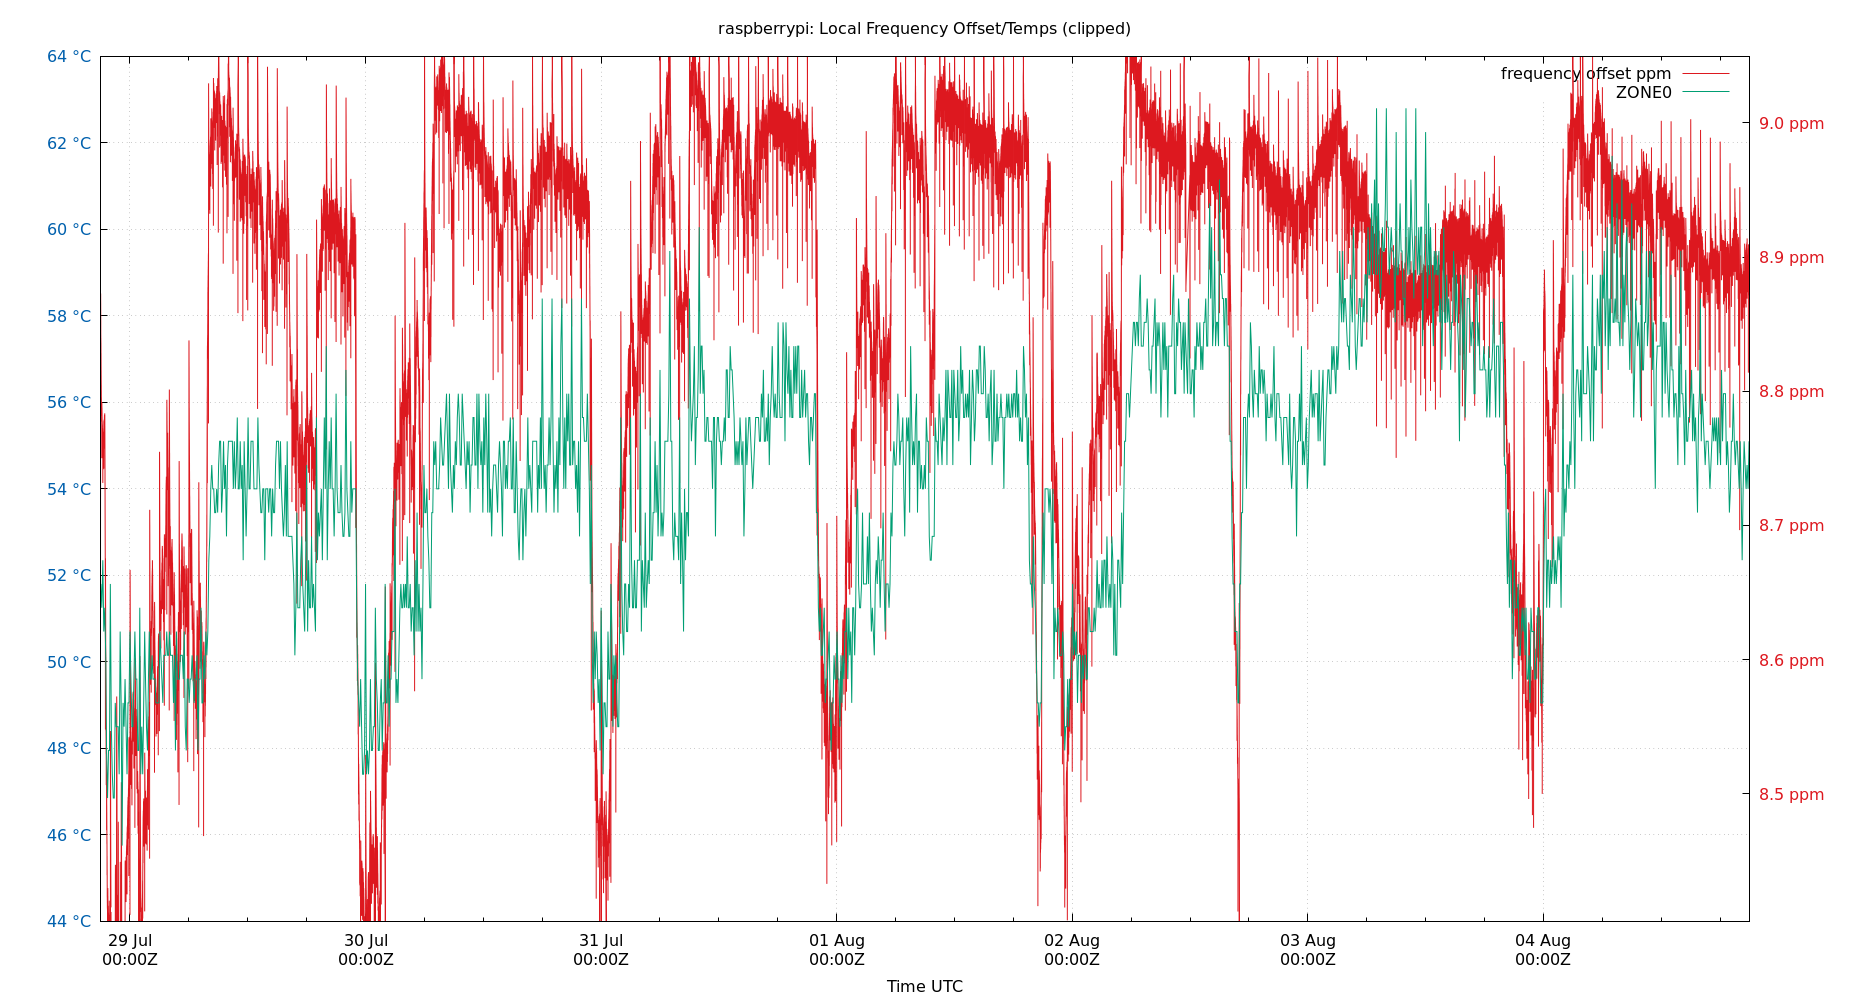 raspberrypi: Local Frequency Offset/Temps (clipped)
64 °C
62 °C
60 °C
58 °C
56 °C
54 °C
52 °C
50 °C
48 °C
46 °C
44 °C
frequency offset ppm
ZONE0
9.0 ppm
8.9 ppm
8.8 ppm
8.7 ppm
8.6 ppm
8.5 ppm
29 Jul
00:00Z
30 Jul
00:00Z
31 Jul
00:00Z
01 Aug
00:00Z
02 Aug
00:00Z
03 Aug
00:00Z
04 Aug
00:00Z
Time UTC